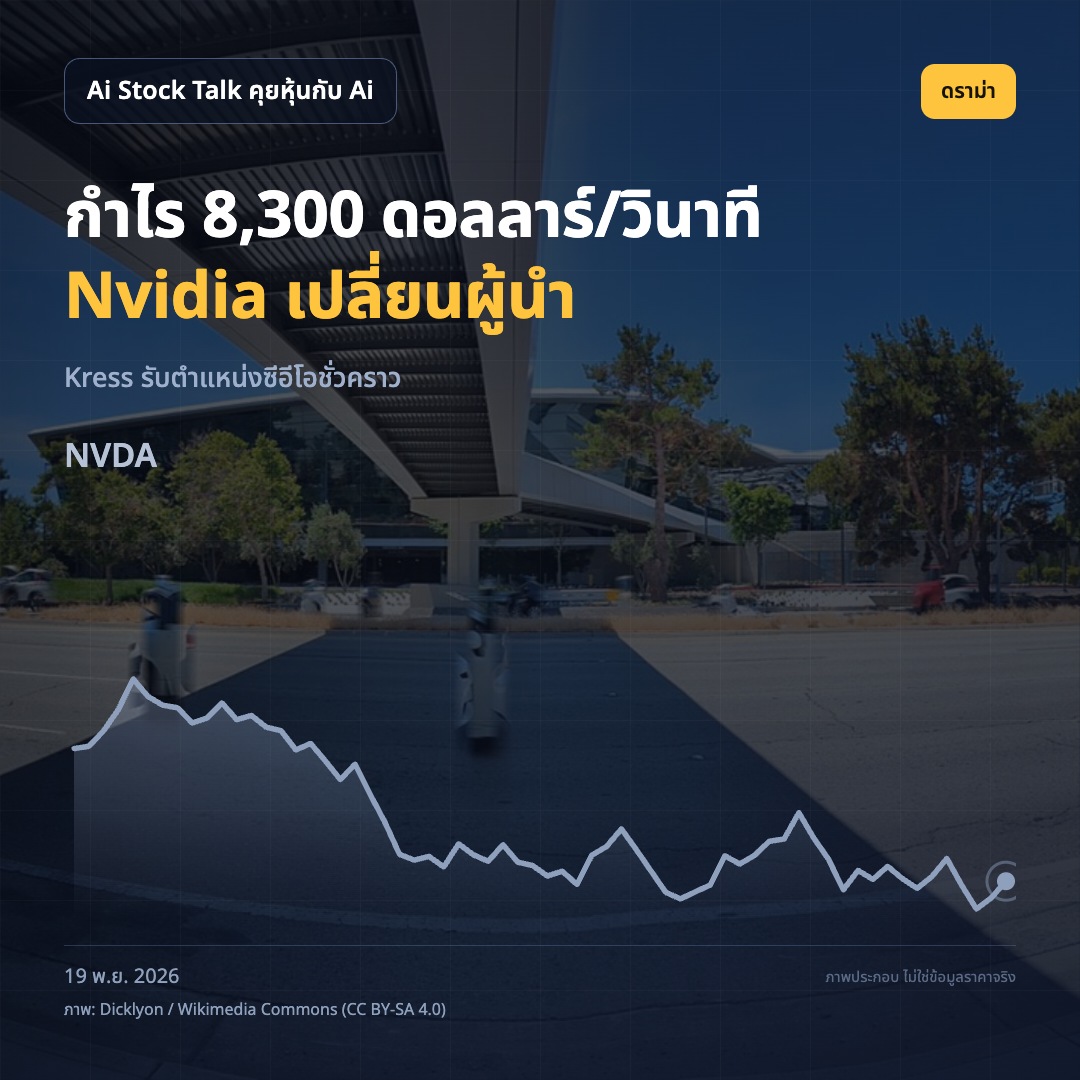 Ai Stock Talk คุยหุ้นกับ Ai
ดราม่า
กำไร 8,300 ดอลลาร์/วินาที
Nvidia เปลี่ยนผู้นำ
Kress รับตำแหน่งซีอีโอชั่วคราว
NVDA
19 พ.ย. 2026
ภาพประกอบ ไม่ใช่ข้อมูลราคาจริง
ภาพ: Dicklyon / Wikimedia Commons (CC BY-SA 4.0)